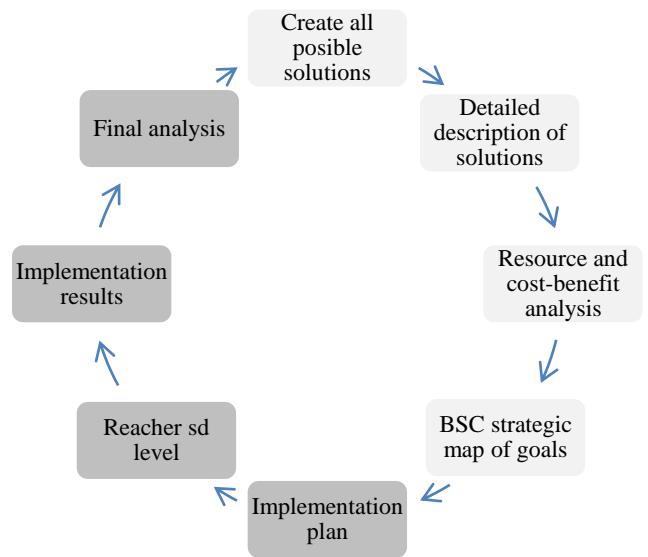 Create all
posible
solutions
Detailed
description of
solutions
Resource and
cost-benefit
analysis
BSC strategic
map of goals
Implementation
plan
Reacher sd
level
Implementation
results
Final analysis